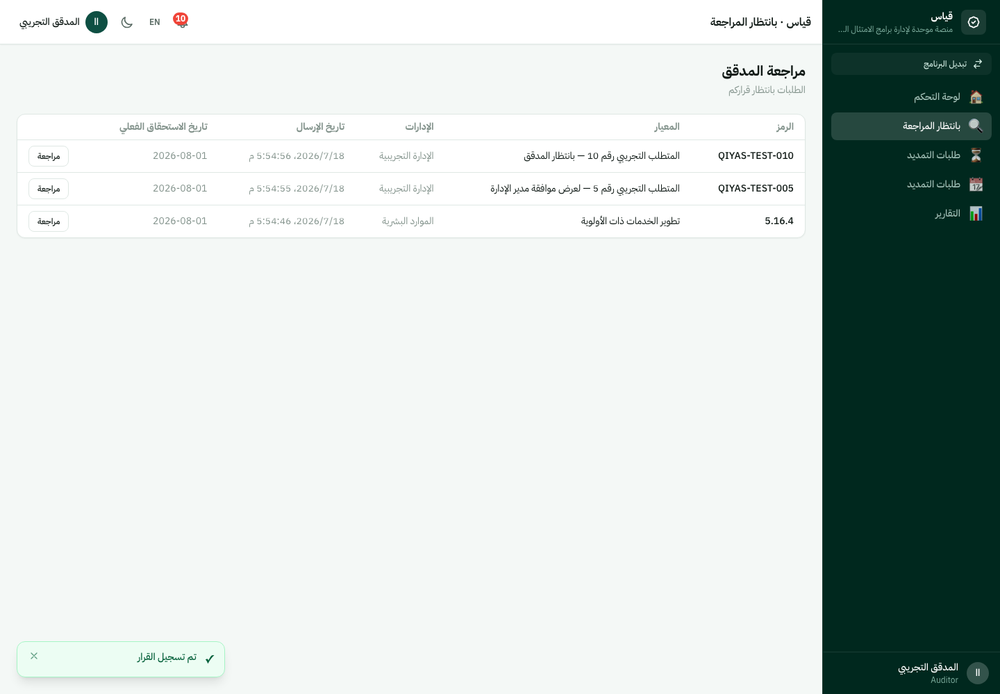 قياس
منصة موحدة لإدارة برامج الامتثال الـ...
تبديل البرنامج
لوحة التحكم
بانتظار المراجعة
طلبات التمديد
طلبات التمديد
التقارير
المدقق التجريبي
Auditor
قياس · بانتظار المراجعة
10
EN
اا
المدقق التجريبي
مراجعة المدقق
الطلبات بانتظار قراركم
الرمز المعيار الإدارات تاريخ الإرسال تاريخ الاستحقاق الفعلي
QIYAS-TEST-010 المتطلب التجريبي رقم 10 — بانتظار المدقق الإدارة التجريبية 2026/7/18، 5:54:56 م 2026-08-01 مراجعة
QIYAS-TEST-005 المتطلب التجريبي رقم 5 — لعرض موافقة مدير الإدارة الإدارة التجريبية 2026/7/18، 5:54:55 م 2026-08-01 مراجعة
5.16.4 تطوير الخدمات ذات الأولوية الموارد البشرية 2026/7/18، 5:54:46 م 2026-08-01 مراجعة
تم تسجيل القرار